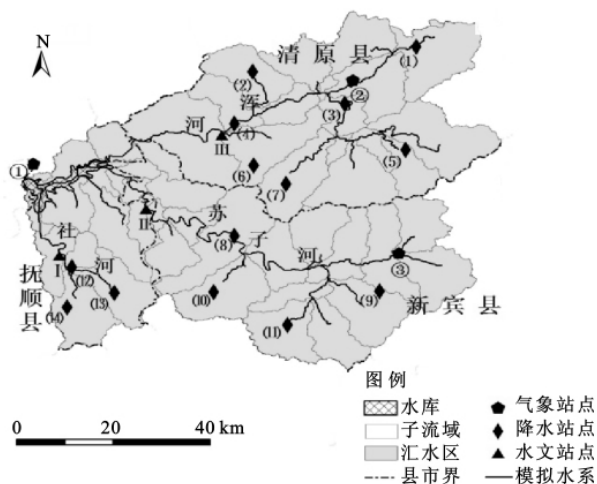 N
清原县
(1)
(2)
②
浑
(3)
河
(4)
III
(5)
①
(6)
(7)
II
苏
社
(8)
子
I
河
河
③
(12)
抚顺县
(13)
(10)
(9)
新宾县
(14)
(11)
图例
水库
气象站点
子流域
降水站点
汇水区
水文站点
县市界
模拟水系
0 20 40 km